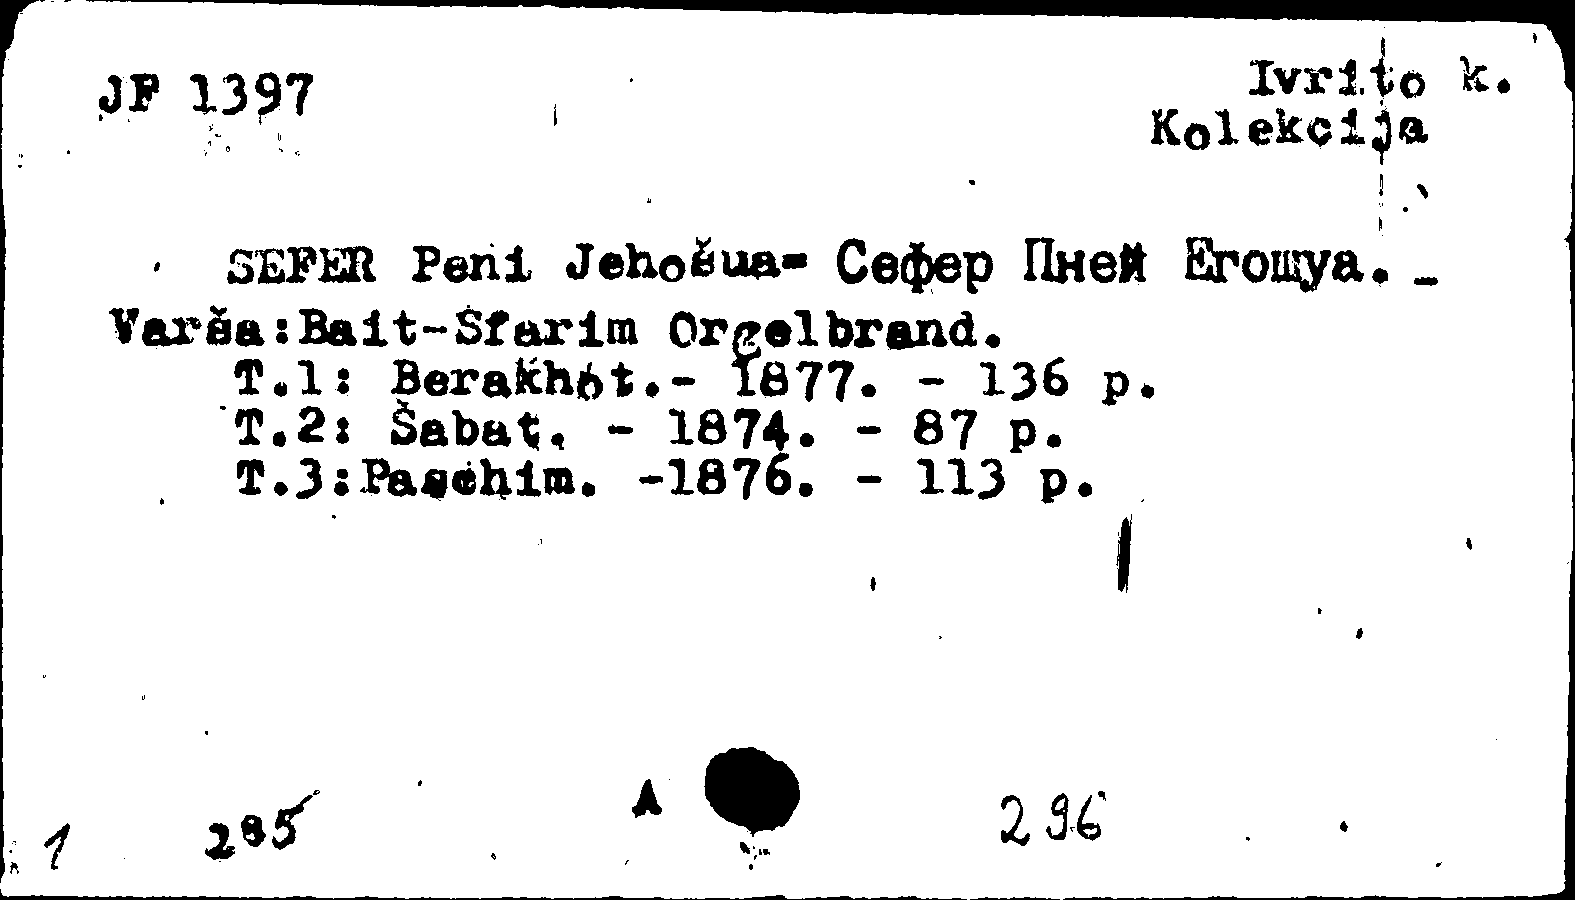 JF 1397
Ivrito k.
Kolekcija
SEFER Peni Jehošua= Сефер Пней Егошуа. -
Varša:Bait-Sfarim Orgelbrand.
T.1: Berakhot.- 1877. - 136 p.
T.2: Šabat. - 1874. - 87 p.
T.3:Paschim. -1876. - 113 p.
A
1 285 296